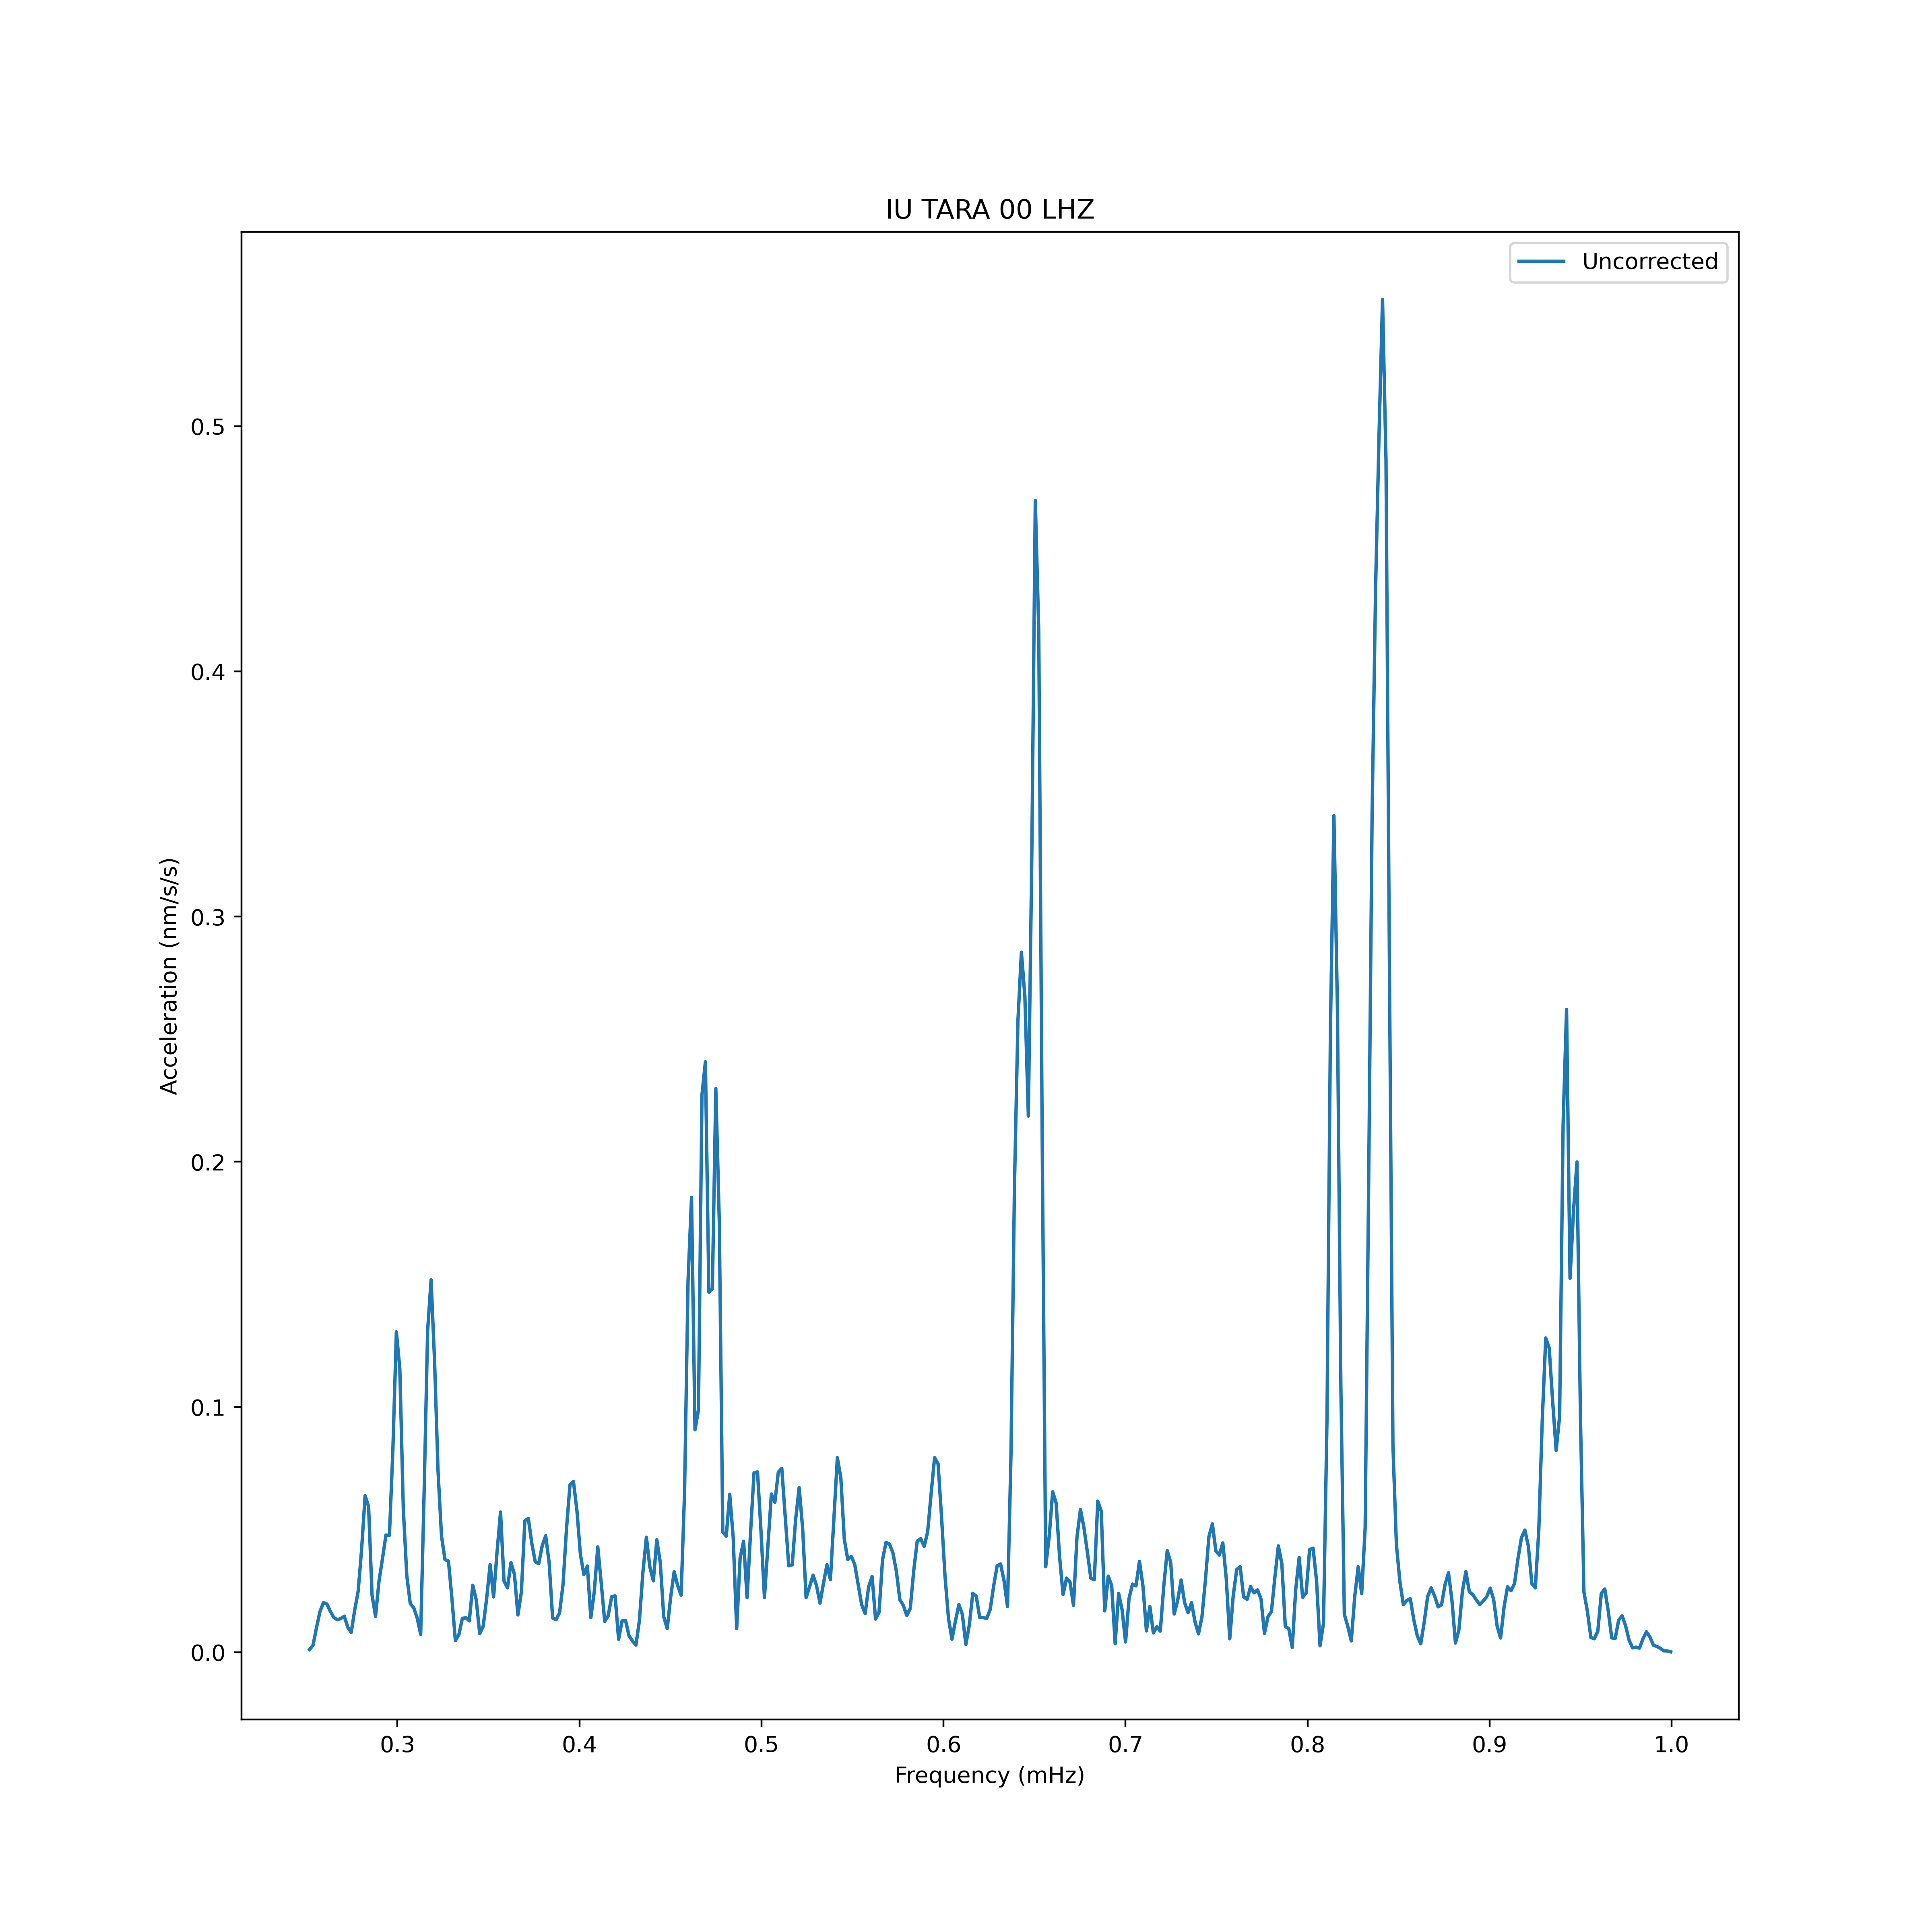 IU TARA 00 LHZ
Uncorrected
0.5
0.4
0.3
0.2
0.1
0.0
Acceleration (nm/s/s)
0.3 0.4 0.5 0.6 0.7 0.8 0.9 1.0
Frequency (mHz)